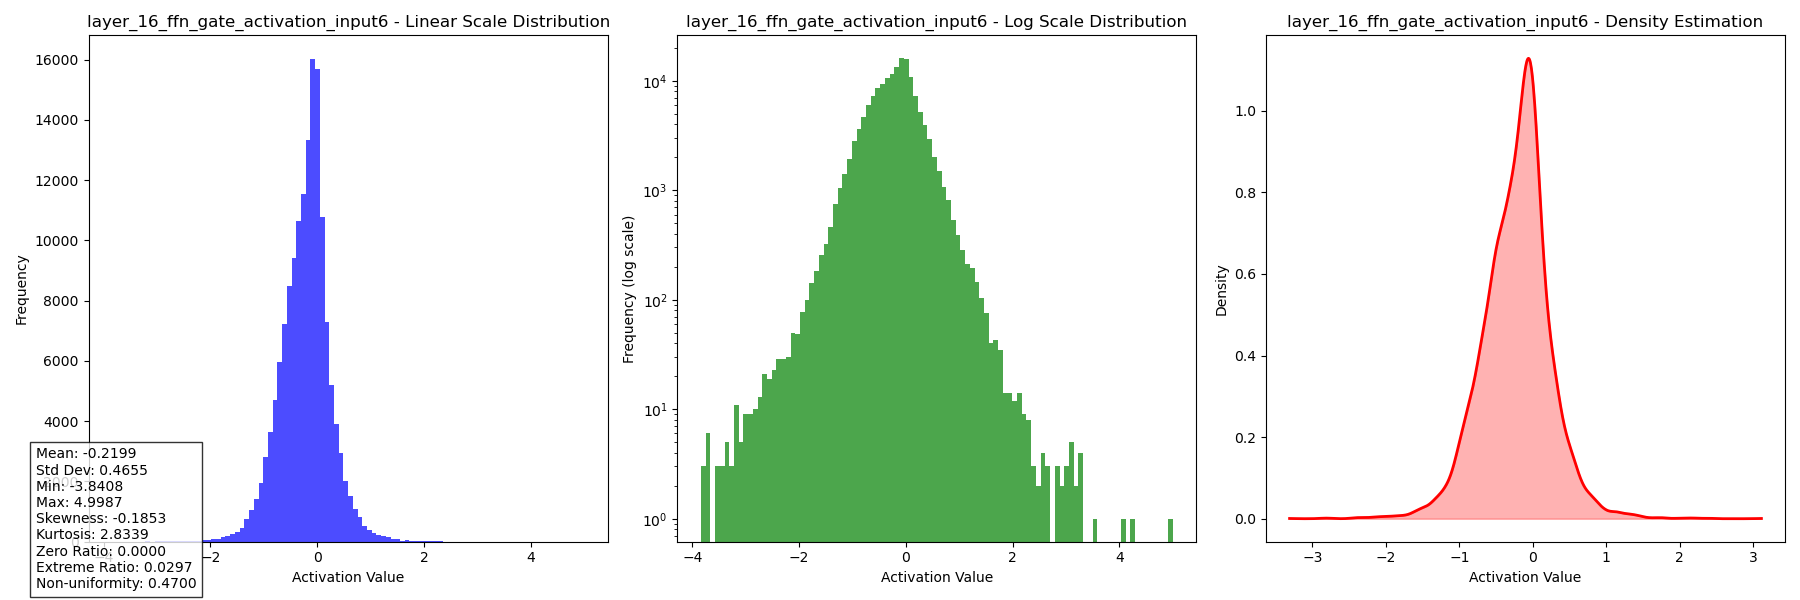 layer_16_ffn_gate_activation_input6 - Linear Scale Distribution
16000
14000
12000
10000
8000
6000
4000
2000
0
Frequency
−4
−2
0
2
4
Activation Value
Mean: -0.2199
Std Dev: 0.4655
Min: -3.8408
Max: 4.9987
Skewness: -0.1853
Kurtosis: 2.8339
Zero Ratio: 0.0000
Extreme Ratio: 0.0297
Non-uniformity: 0.4700
layer_16_ffn_gate_activation_input6 - Log Scale Distribution
10⁴
10³
10²
10¹
10⁰
Frequency (log scale)
−4
−2
0
2
4
Activation Value
layer_16_ffn_gate_activation_input6 - Density Estimation
1.0
0.8
0.6
0.4
0.2
0.0
Density
−3
−2
−1
0
1
2
3
Activation Value